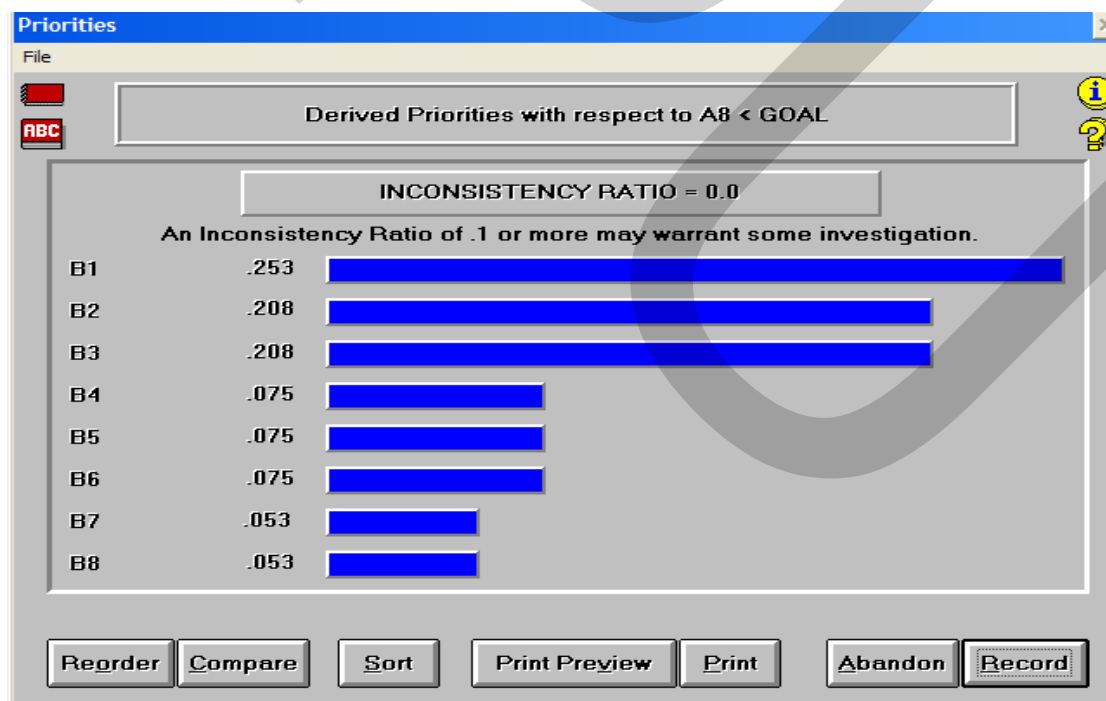 Priorities
File
ABC
Derived Priorities with respect to A8 < GOAL
i
?
INCONSISTENCY RATIO = 0.0
An Inconsistency Ratio of .1 or more may warrant some investigation.
B1 .253
B2 .208
B3 .208
B4 .075
B5 .075
B6 .075
B7 .053
B8 .053
Reorder Compare Sort Print Preview Print Abandon Record